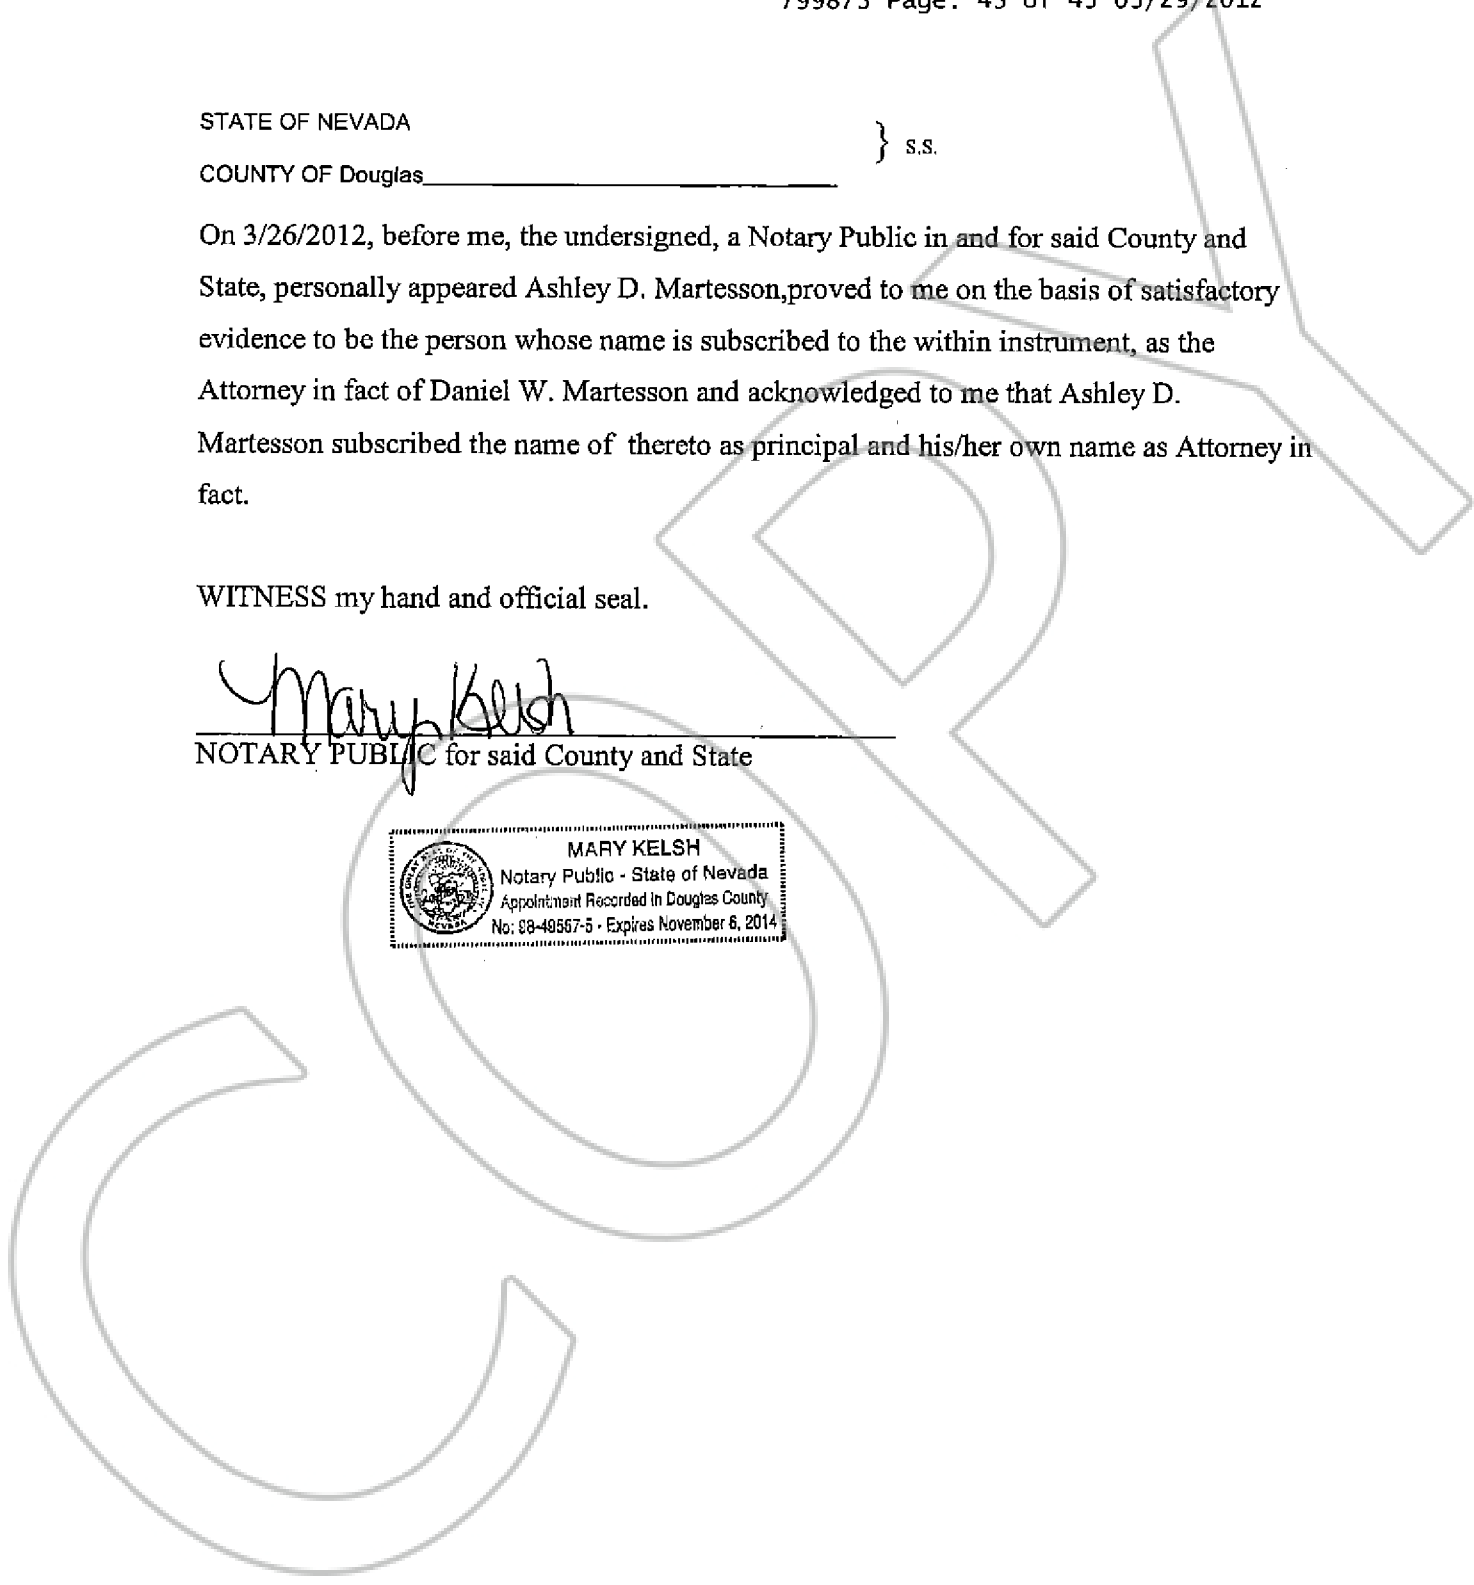 799873 Page: 45 of 45 03/29/2012
STATE OF NEVADA
} s.s.
COUNTY OF Douglas
On 3/26/2012, before me, the undersigned, a Notary Public in and for said County and
State, personally appeared Ashley D. Martesson,proved to me on the basis of satisfactory
evidence to be the person whose name is subscribed to the within instrument, as the
Attorney in fact of Daniel W. Martesson and acknowledged to me that Ashley D.
Martesson subscribed the name of thereto as principal and his/her own name as Attorney in
fact.
WITNESS my hand and official seal.
Mary Kelsh
NOTARY PUBLIC for said County and State
MARY KELSH
Notary Public - State of Nevada
Appointment Recorded in Douglas County
No: 98-49567-5 - Expires November 6, 2014
COPY